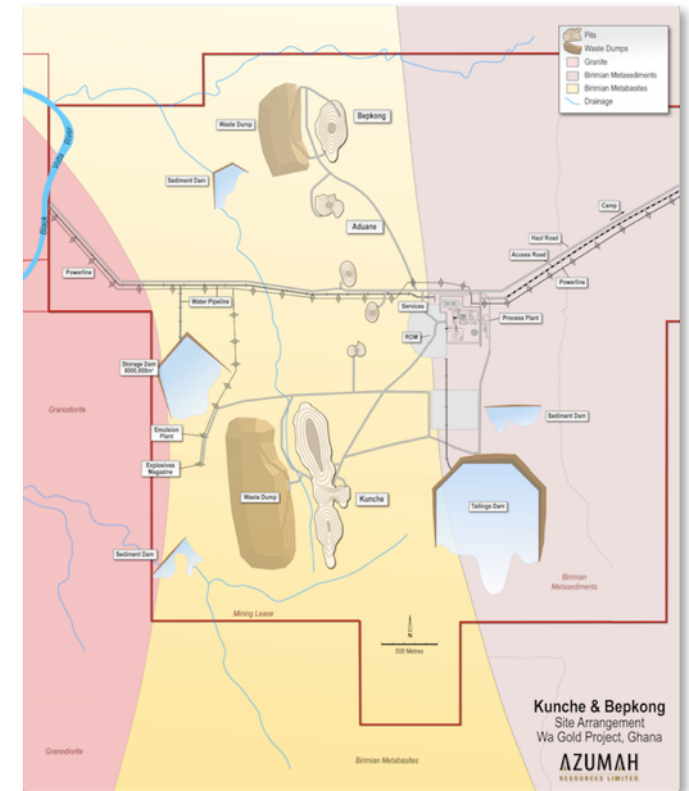 Pits
Waste Dumps
Granite
Birimian Metasediments
Birimian Metabasites
Drainage
Black
Volta
River
Waste Dump
Bepkong
Sediment Dam
Aduane
Camp
Haul Road
Access Road
Powerline
Powerline
Water Pipeline
Services
Process Plant
ROM
Storage Dam
Granodiorite
Sediment Dam
Emulsion
Plant
Explosives
Magazine
Waste Dump
Kunche
Tailings Dam
Sediment Dam
Birimian
Metasediments
Mining Lease
N
500 Metres
Kunche & Bepkong
Site Arrangement
Wa Gold Project, Ghana
AZUMAH
RESOURCES LIMITED
Granodiorite
Birimian Metabasites